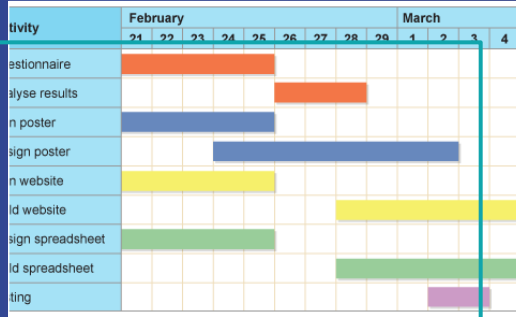 February March
tivity
21 22 23 24 25 26 27 28 29 1 2 3 4
estionnaire
alyse results
n poster
sign poster
n website
ld website
sign spreadsheet
ld spreadsheet
ting